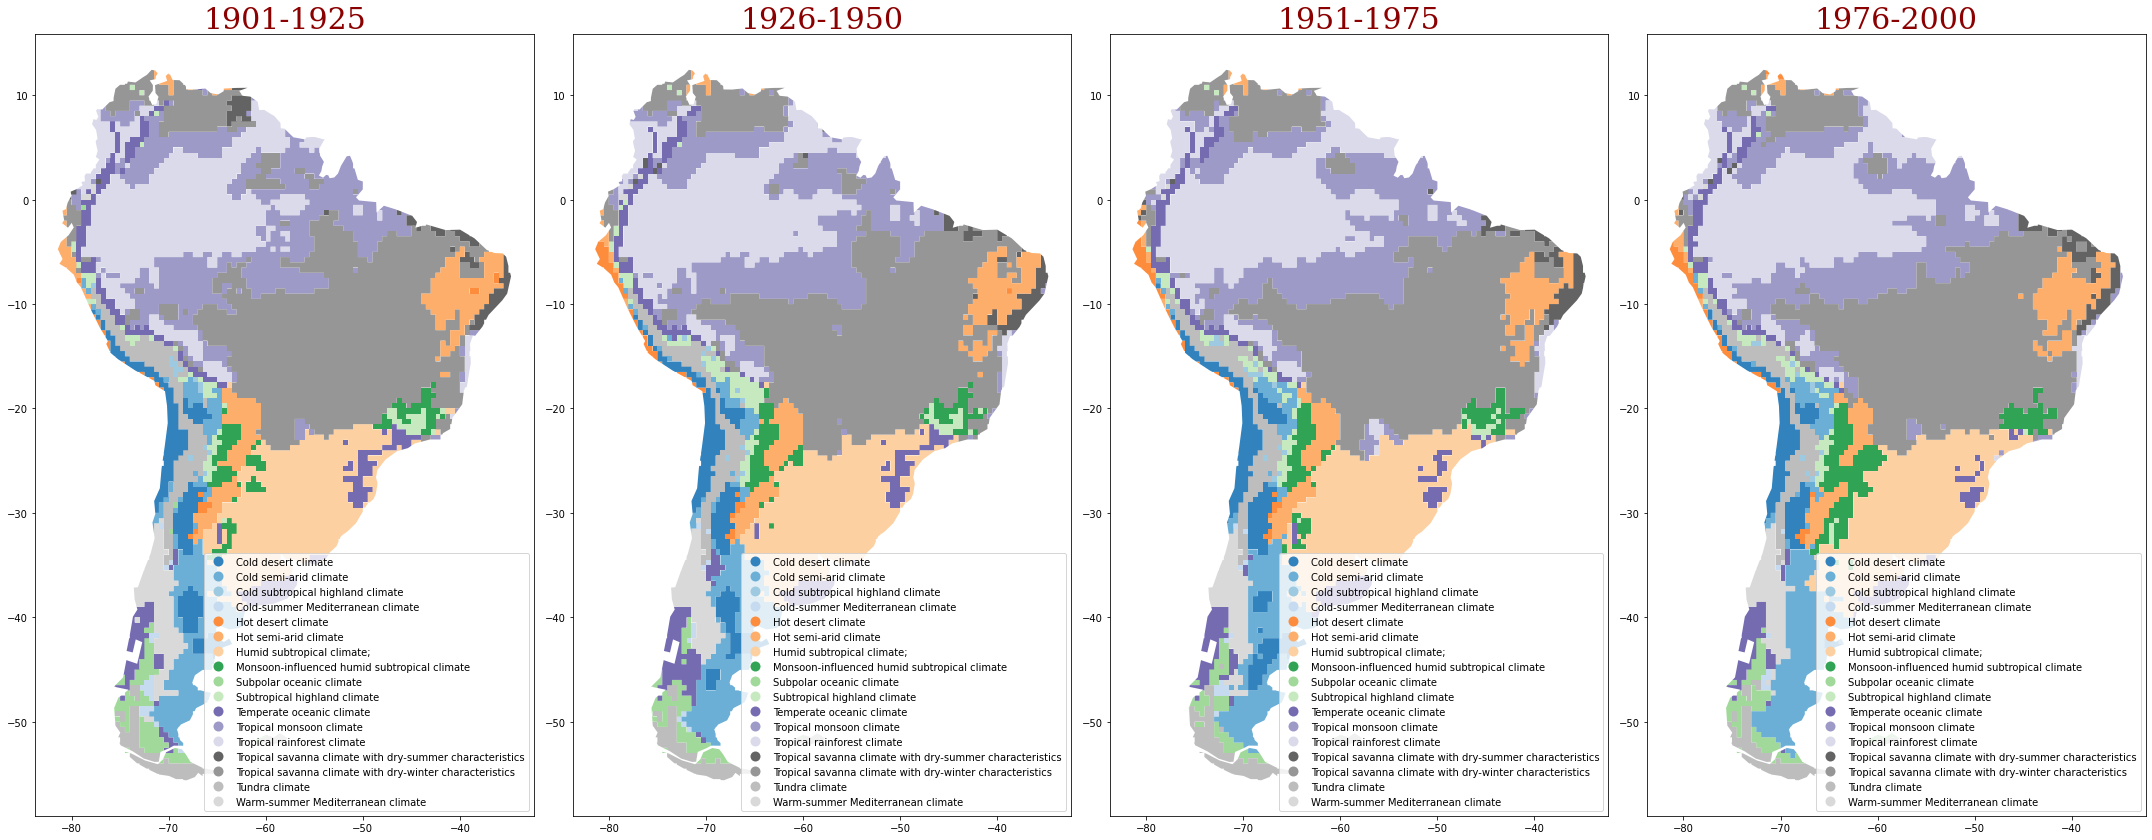 1901-1925
10
0
−10
−20
−30
−40
−50
−80
−70
−60
−50
−40
Cold desert climate
Cold semi-arid climate
Cold subtropical highland climate
Cold-summer Mediterranean climate
Hot desert climate
Hot semi-arid climate
Humid subtropical climate;
Monsoon-influenced humid subtropical climate
Subpolar oceanic climate
Subtropical highland climate
Temperate oceanic climate
Tropical monsoon climate
Tropical rainforest climate
Tropical savanna climate with dry-summer characteristics
Tropical savanna climate with dry-winter characteristics
Tundra climate
Warm-summer Mediterranean climate
1926-1950
10
0
−10
−20
−30
−40
−50
−80
−70
−60
−50
−40
Cold desert climate
Cold semi-arid climate
Cold subtropical highland climate
Cold-summer Mediterranean climate
Hot desert climate
Hot semi-arid climate
Humid subtropical climate;
Monsoon-influenced humid subtropical climate
Subpolar oceanic climate
Subtropical highland climate
Temperate oceanic climate
Tropical monsoon climate
Tropical rainforest climate
Tropical savanna climate with dry-summer characteristics
Tropical savanna climate with dry-winter characteristics
Tundra climate
Warm-summer Mediterranean climate
1951-1975
10
0
−10
−20
−30
−40
−50
−80
−70
−60
−50
−40
Cold desert climate
Cold semi-arid climate
Cold subtropical highland climate
Cold-summer Mediterranean climate
Hot desert climate
Hot semi-arid climate
Humid subtropical climate;
Monsoon-influenced humid subtropical climate
Subpolar oceanic climate
Subtropical highland climate
Temperate oceanic climate
Tropical monsoon climate
Tropical rainforest climate
Tropical savanna climate with dry-summer characteristics
Tropical savanna climate with dry-winter characteristics
Tundra climate
Warm-summer Mediterranean climate
1976-2000
10
0
−10
−20
−30
−40
−50
−80
−70
−60
−50
−40
Cold desert climate
Cold semi-arid climate
Cold subtropical highland climate
Cold-summer Mediterranean climate
Hot desert climate
Hot semi-arid climate
Humid subtropical climate;
Monsoon-influenced humid subtropical climate
Subpolar oceanic climate
Subtropical highland climate
Temperate oceanic climate
Tropical monsoon climate
Tropical rainforest climate
Tropical savanna climate with dry-summer characteristics
Tropical savanna climate with dry-winter characteristics
Tundra climate
Warm-summer Mediterranean climate